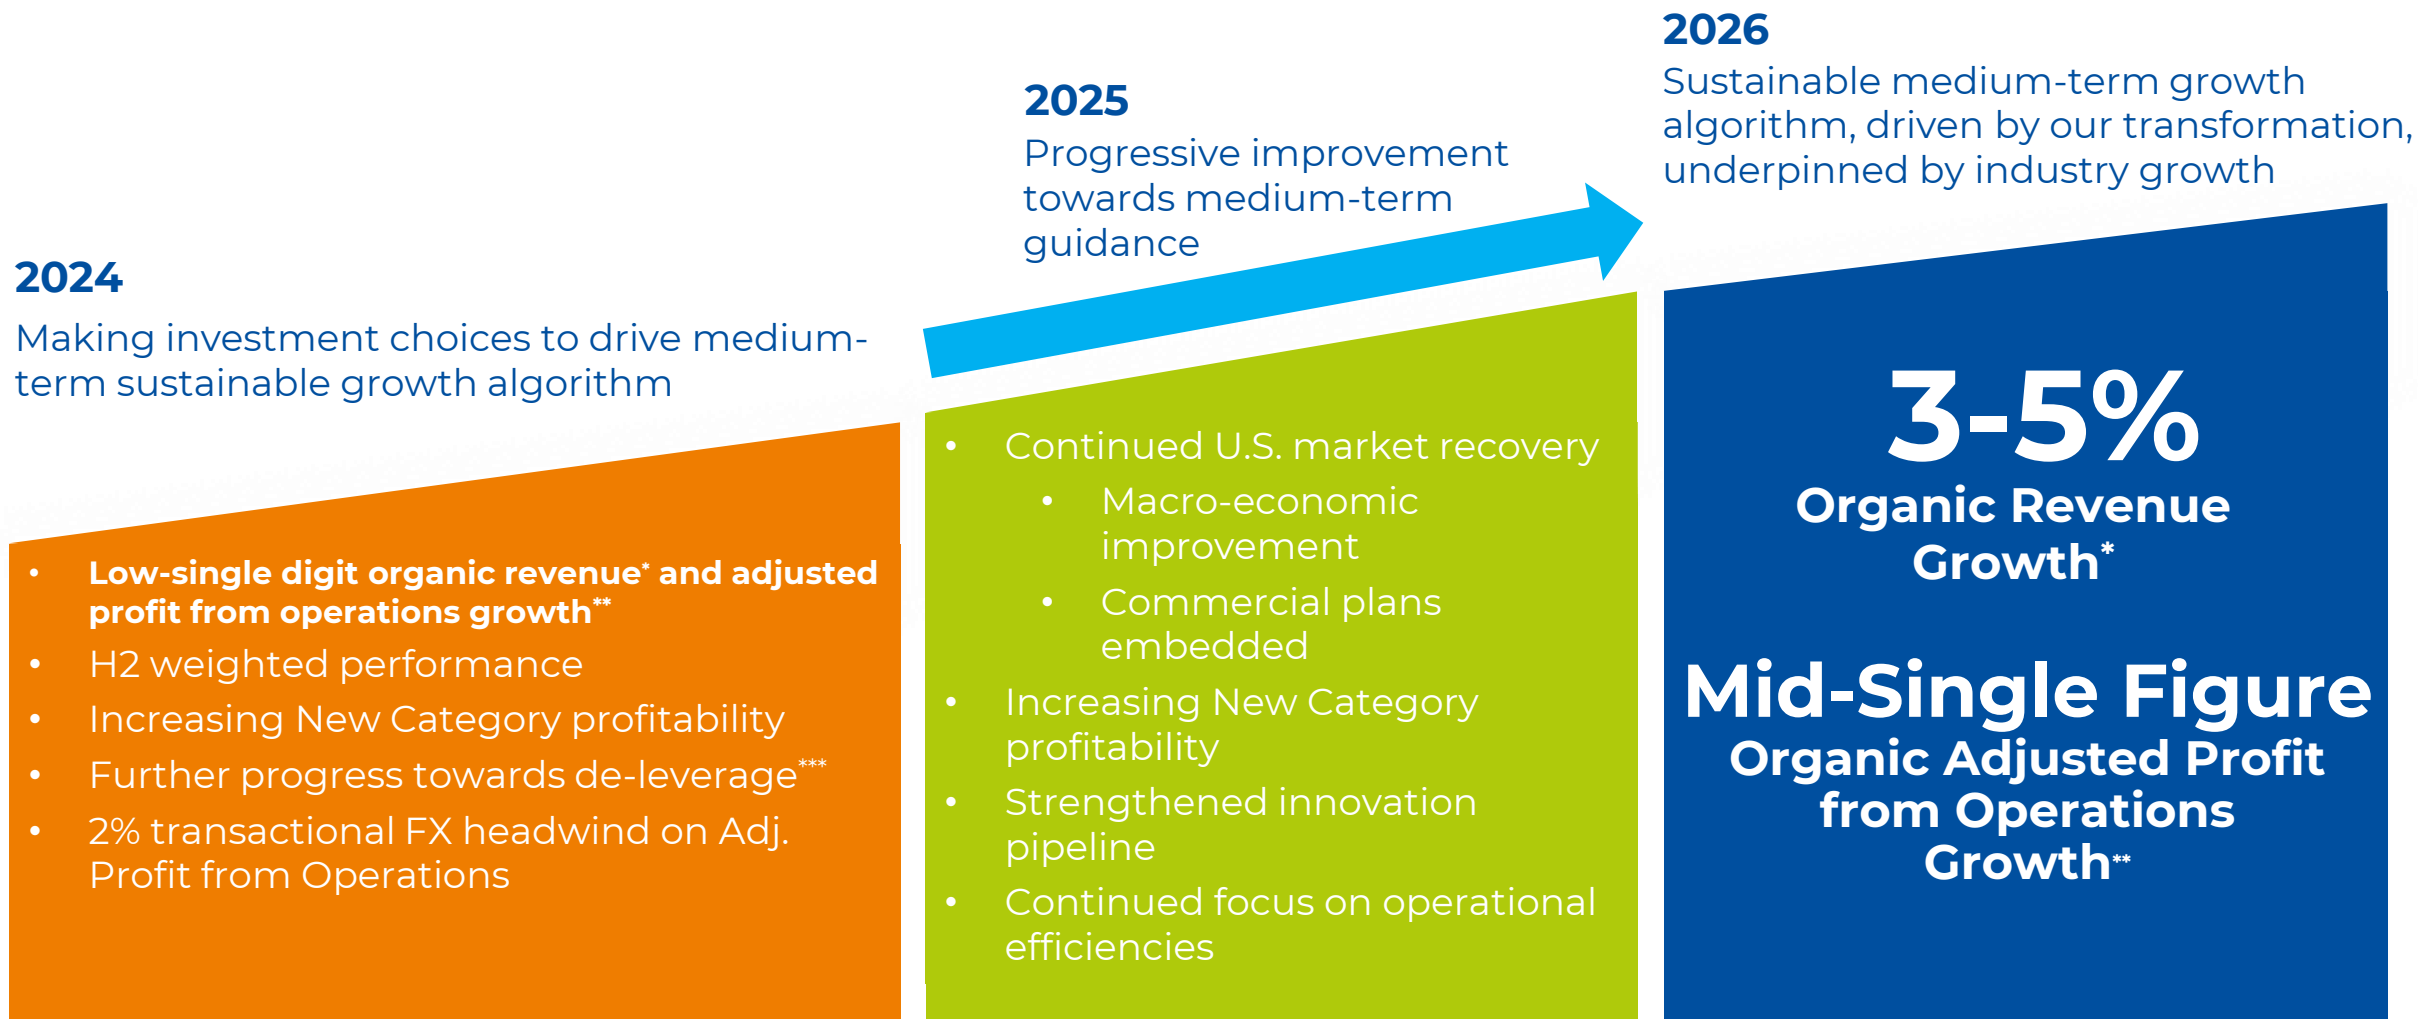 2024
Making investment choices to drive medium-
term sustainable growth algorithm
• Low-single digit organic revenue* and adjusted
profit from operations growth**
• H2 weighted performance
• Increasing New Category profitability
• Further progress towards de-leverage***
• 2% transactional FX headwind on Adj.
Profit from Operations
2025
Progressive improvement
towards medium-term
guidance
• Continued U.S. market recovery
• Macro-economic
improvement
• Commercial plans
embedded
• Increasing New Category
profitability
• Strengthened innovation
pipeline
• Continued focus on operational
efficiencies
2026
Sustainable medium-term growth
algorithm, driven by our transformation,
underpinned by industry growth
3-5%
Organic Revenue
Growth*
Mid-Single Figure
Organic Adjusted Profit
from Operations
Growth**